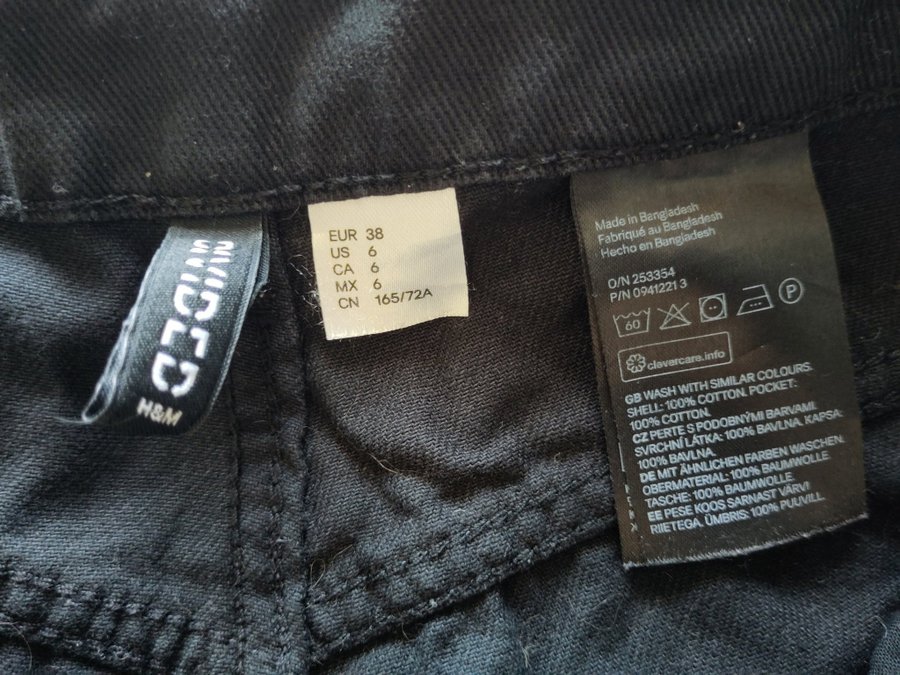 DIVIDED
H&M
EUR 38
US 6
CA 6
MX 6
CN 165/72A
Made in Bangladesh
Fabriqué au Bangladesh
Hecho en Bangladesh
O/N 253354
P/N 0941221 3
60
P
clevercare.info
GB WASH WITH SIMILAR COLOURS.
SHELL: 100% COTTON. POCKET:
100% COTTON.
CZ PERTE S PODOBNÝMI BARVAMI.
SVRCHNÍ LÁTKA: 100% BAVLNA. KAPSA:
100% BAVLNA.
DE MIT ÄHNLICHEN FARBEN WASCHEN.
OBERMATERIAL: 100% BAUMWOLLE.
TASCHE: 100% BAUMWOLLE.
EE PESE KOOS SARNAST VÄRVI
RIIETEGA. ÜMBRIS: 100% PUUVILL.